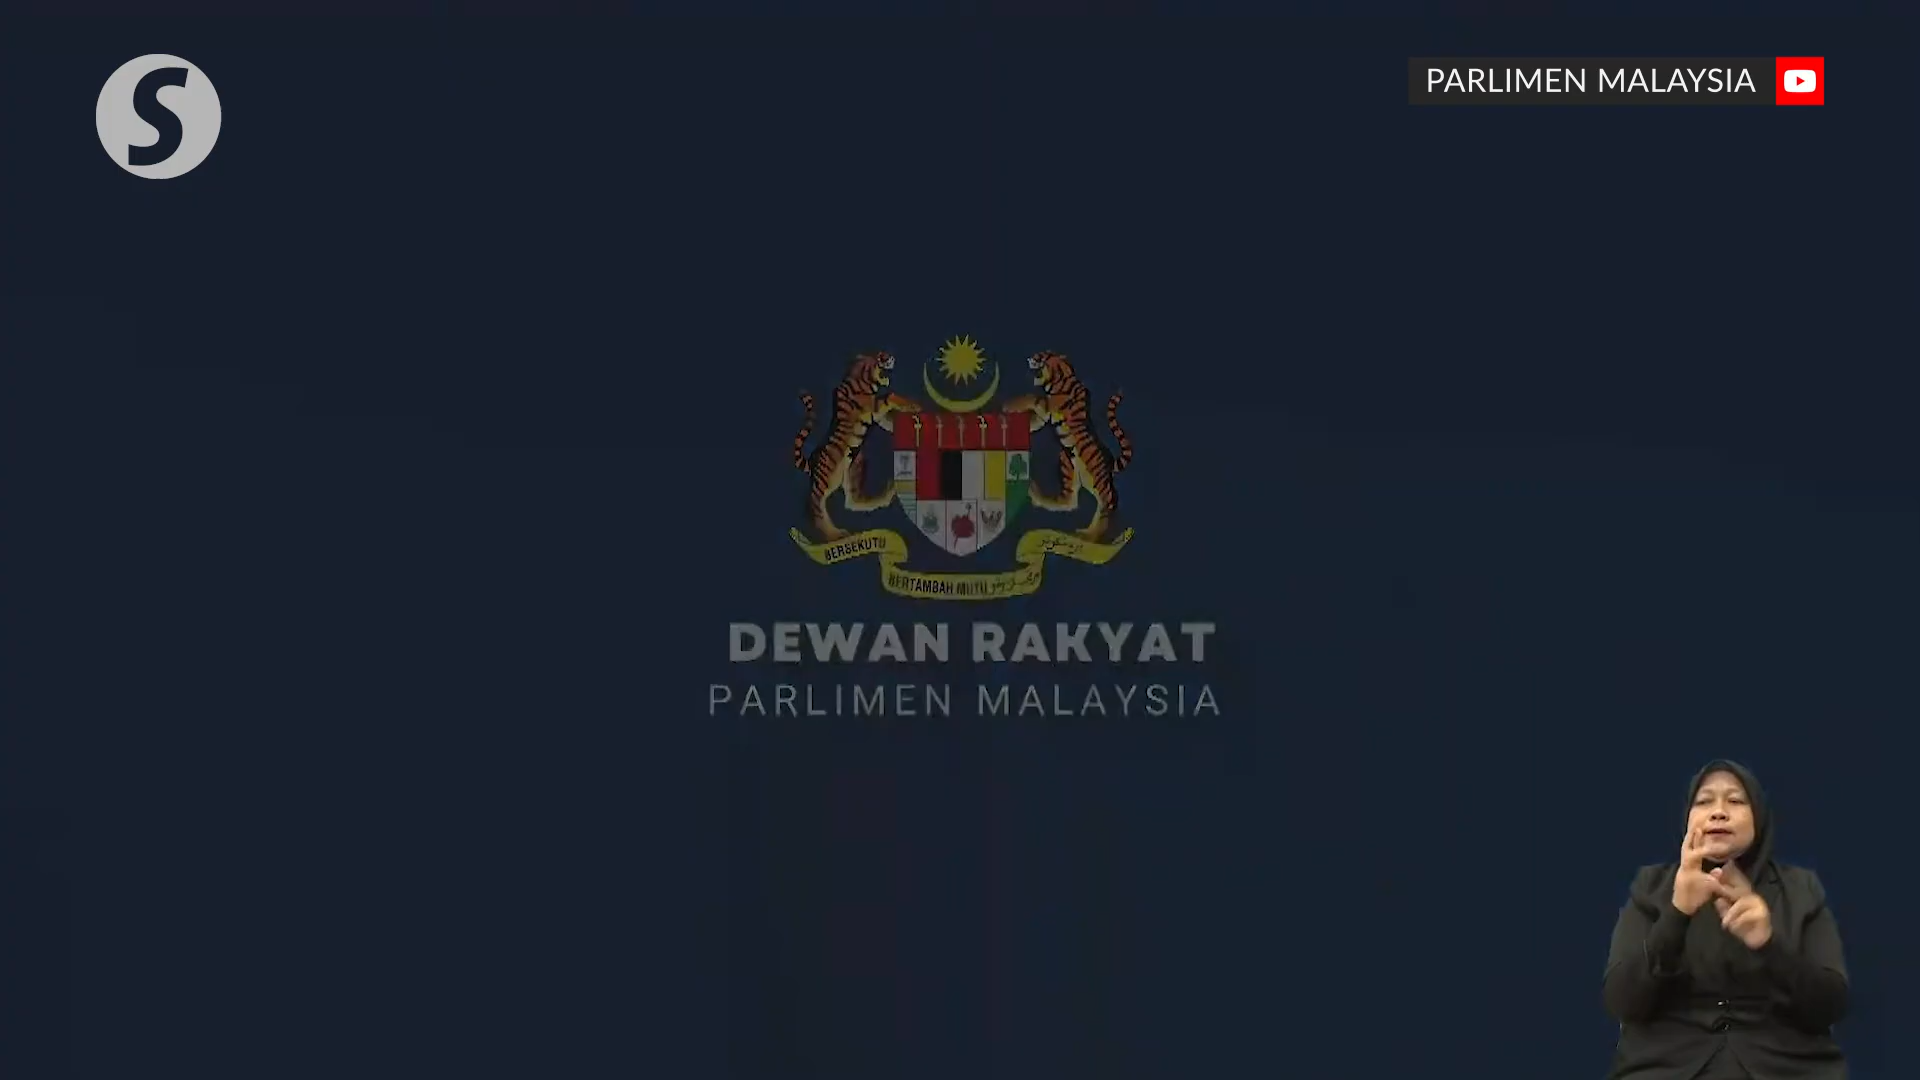 S
PARLIMEN MALAYSIA
BERSEKUTU
BERTAMBAH MUTU
DEWAN RAKYAT
PARLIMEN MALAYSIA